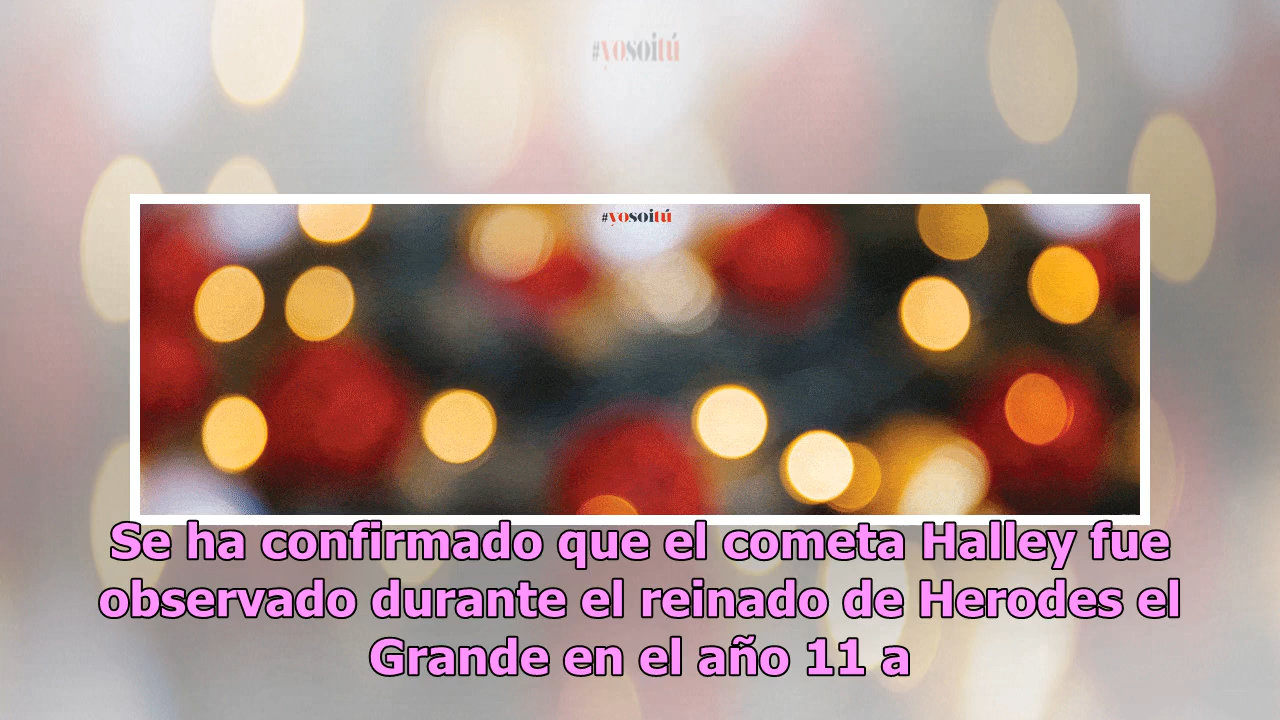 #yosoitú
#yosoitú
Se ha confirmado que el cometa Halley fue
observado durante el reinado de Herodes el
Grande en el año 11 a